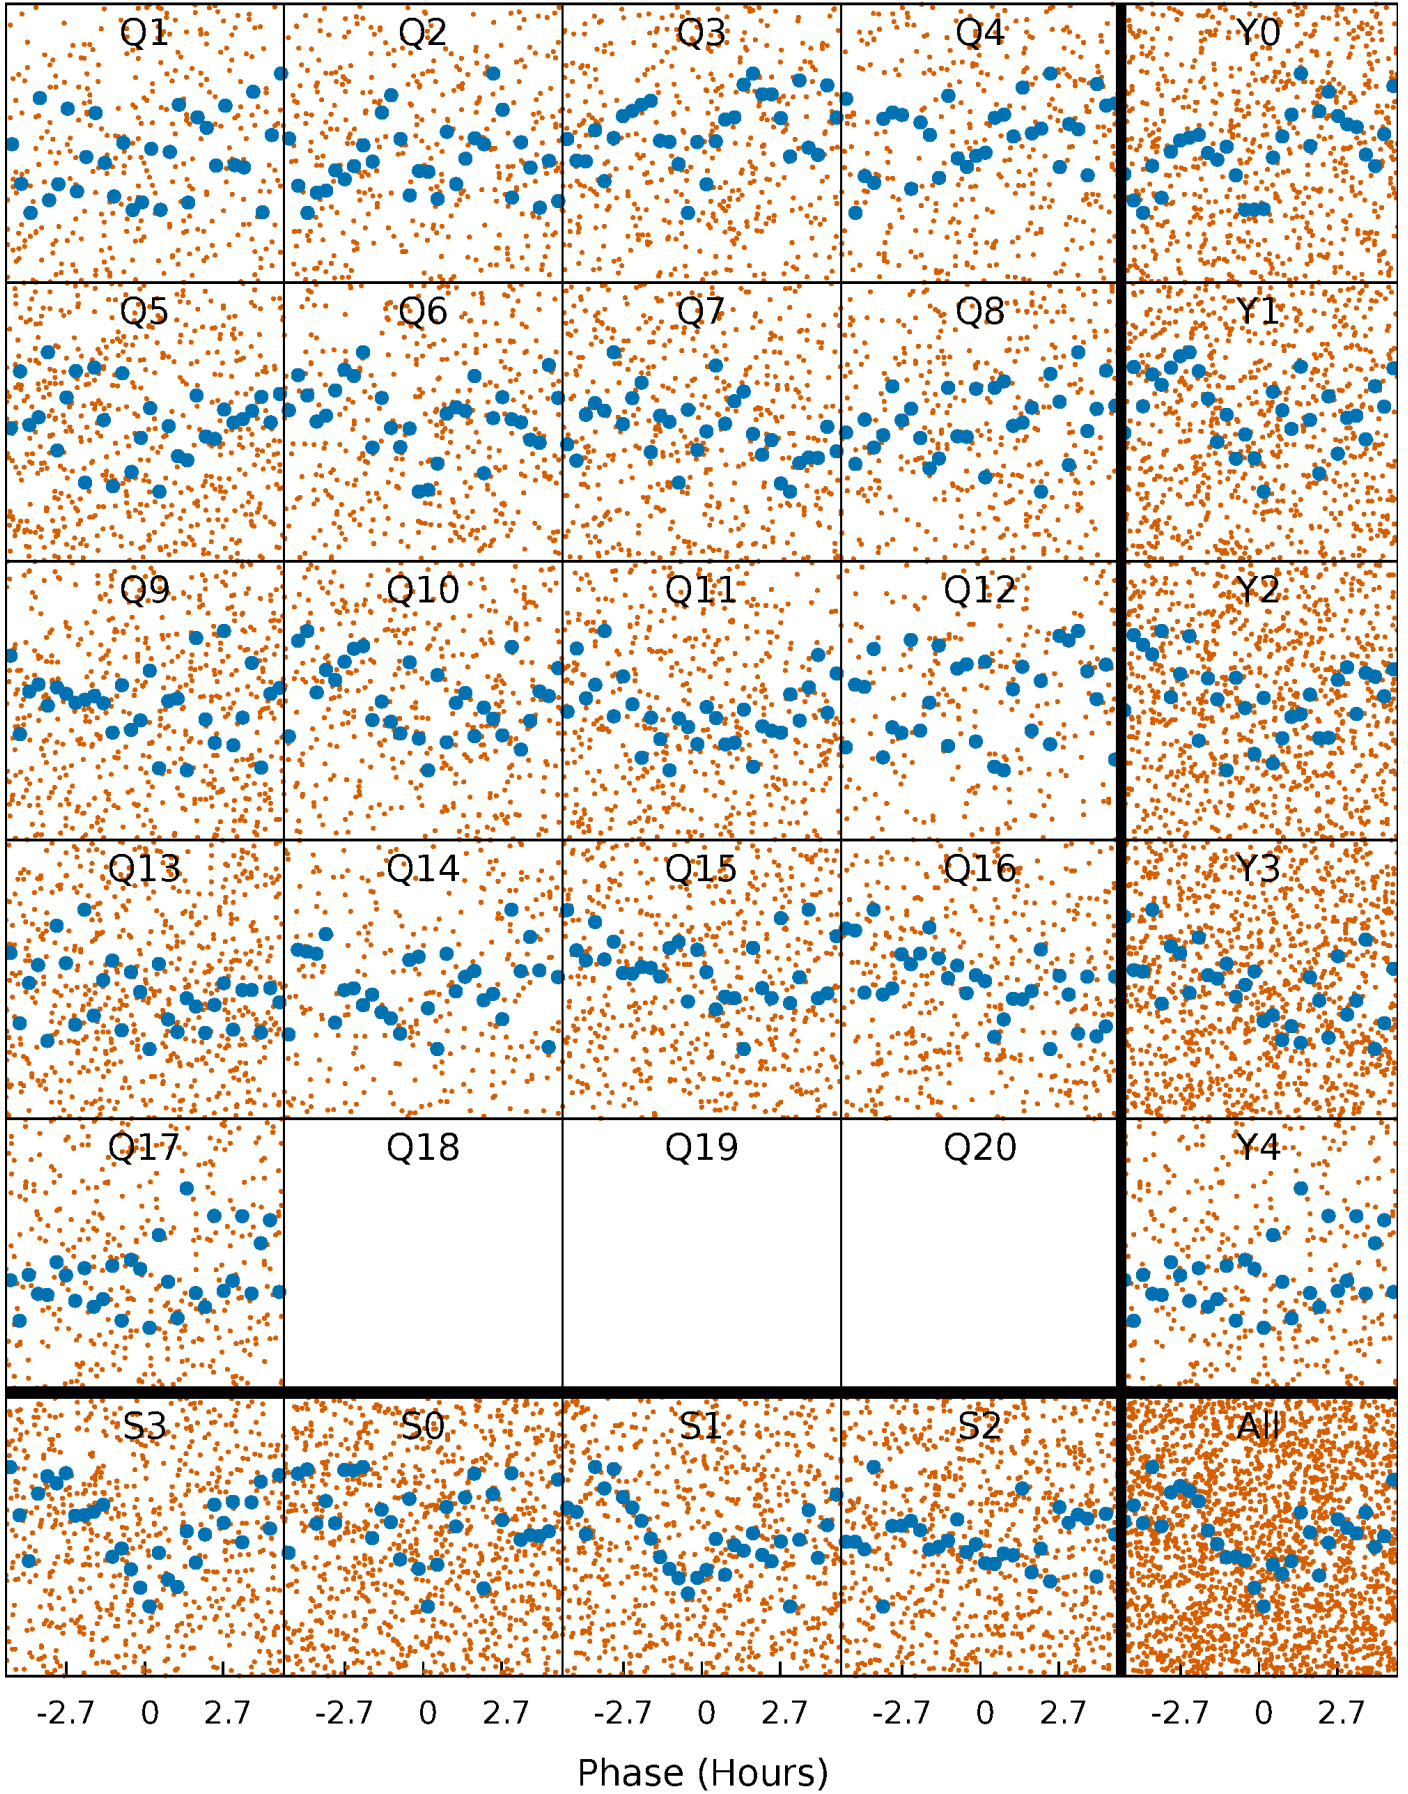 Q1 Q2 Q3 Q4 Y0
Q5 Q6 Q7 Q8 Y1
Q9 Q10 Q11 Q12 Y2
Q13 Q14 Q15 Q16 Y3
Q17 Q18 Q19 Q20 Y4
S3 S0 S1 S2 All
-2.7 0 2.7 -2.7 0 2.7 -2.7 0 2.7 -2.7 0 2.7 -2.7 0 2.7
Phase (Hours)